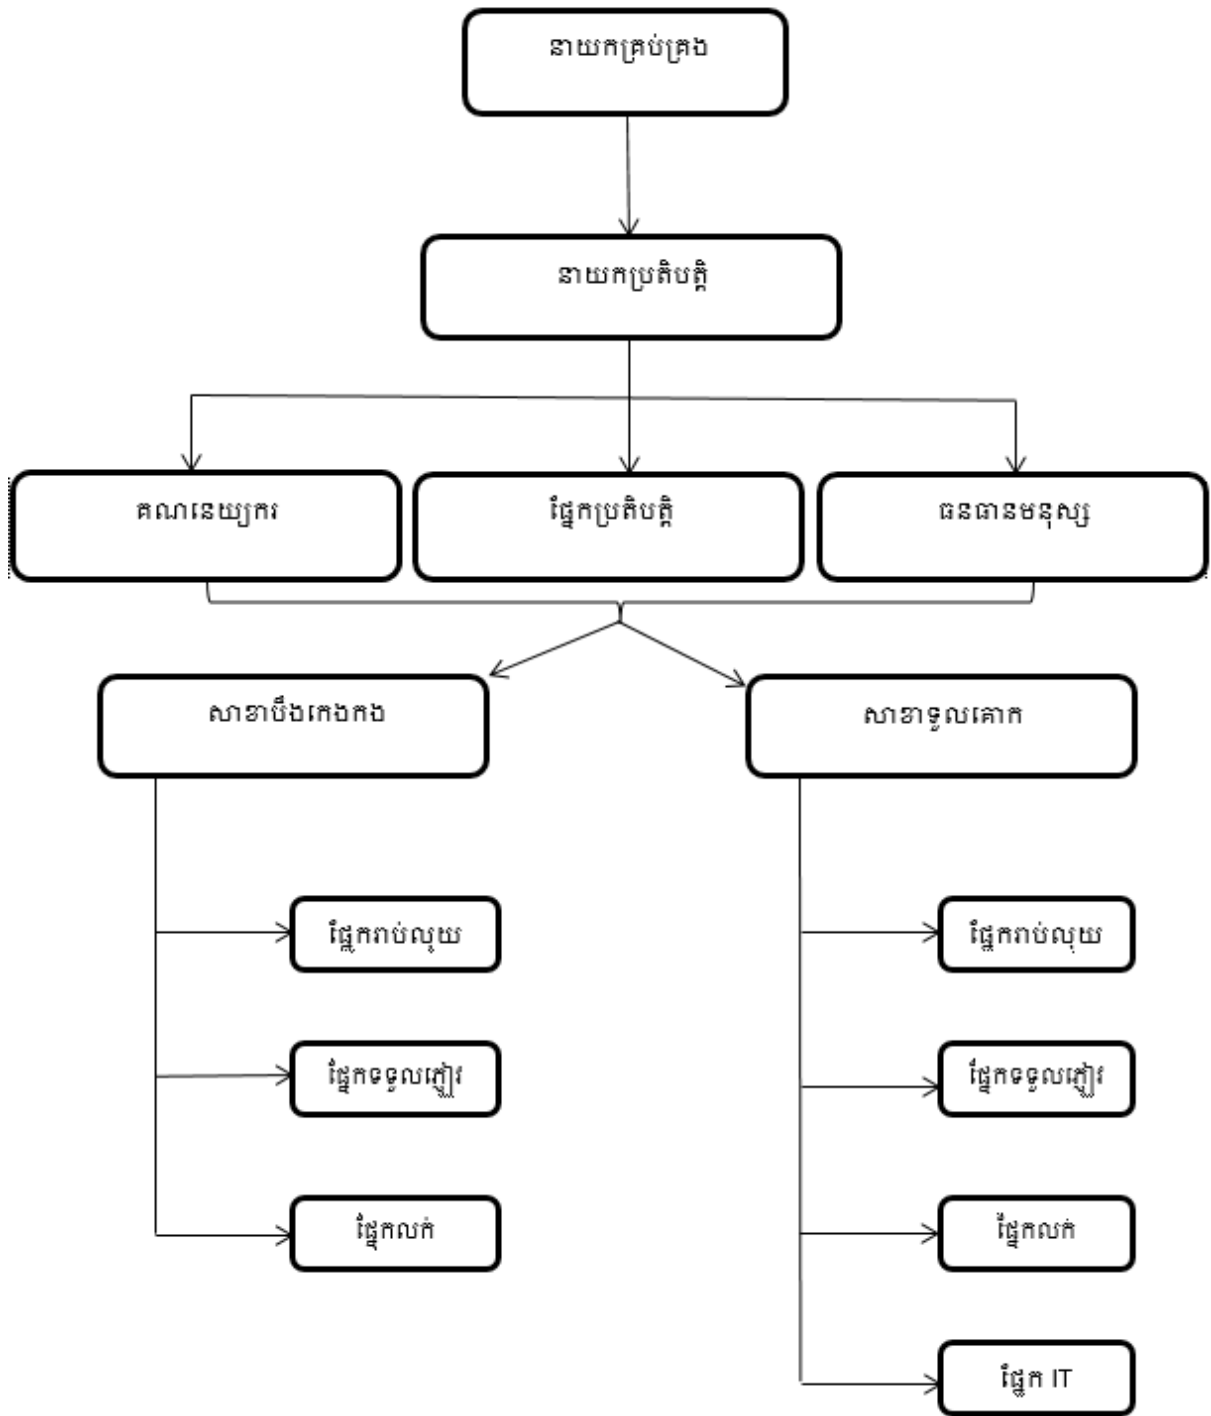 នាយកគ្រប់គ្រង
នាយកប្រតិបត្តិ
គណនេយ្យករ
ផ្នែកប្រតិបត្តិ
ធនធានមនុស្ស
សាខាបឹងកេងកង
សាខាទួលគោក
ផ្នែករាប់លុយ
ផ្នែករាប់លុយ
ផ្នែកទទួលភ្ញៀវ
ផ្នែកទទួលភ្ញៀវ
ផ្នែកលក់
ផ្នែកលក់
ផ្នែក IT